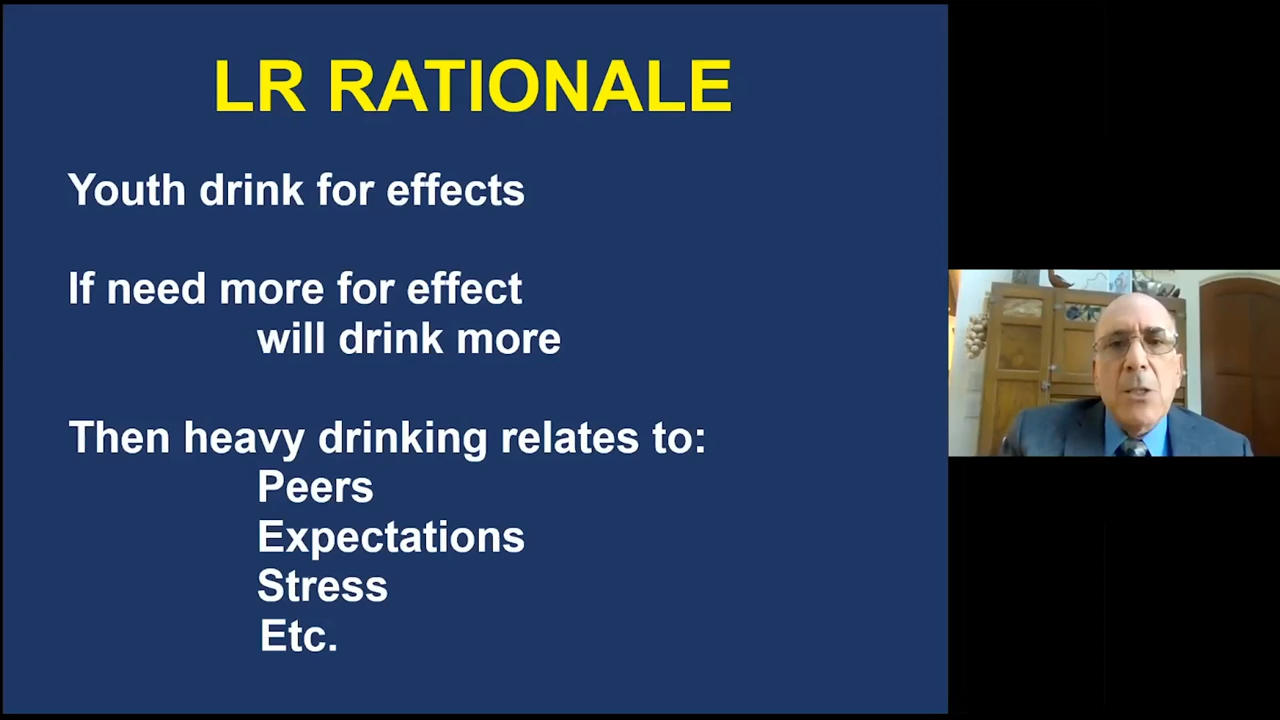 LR RATIONALE
Youth drink for effects
If need more for effect
will drink more
Then heavy drinking relates to:
Peers
Expectations
Stress
Etc.